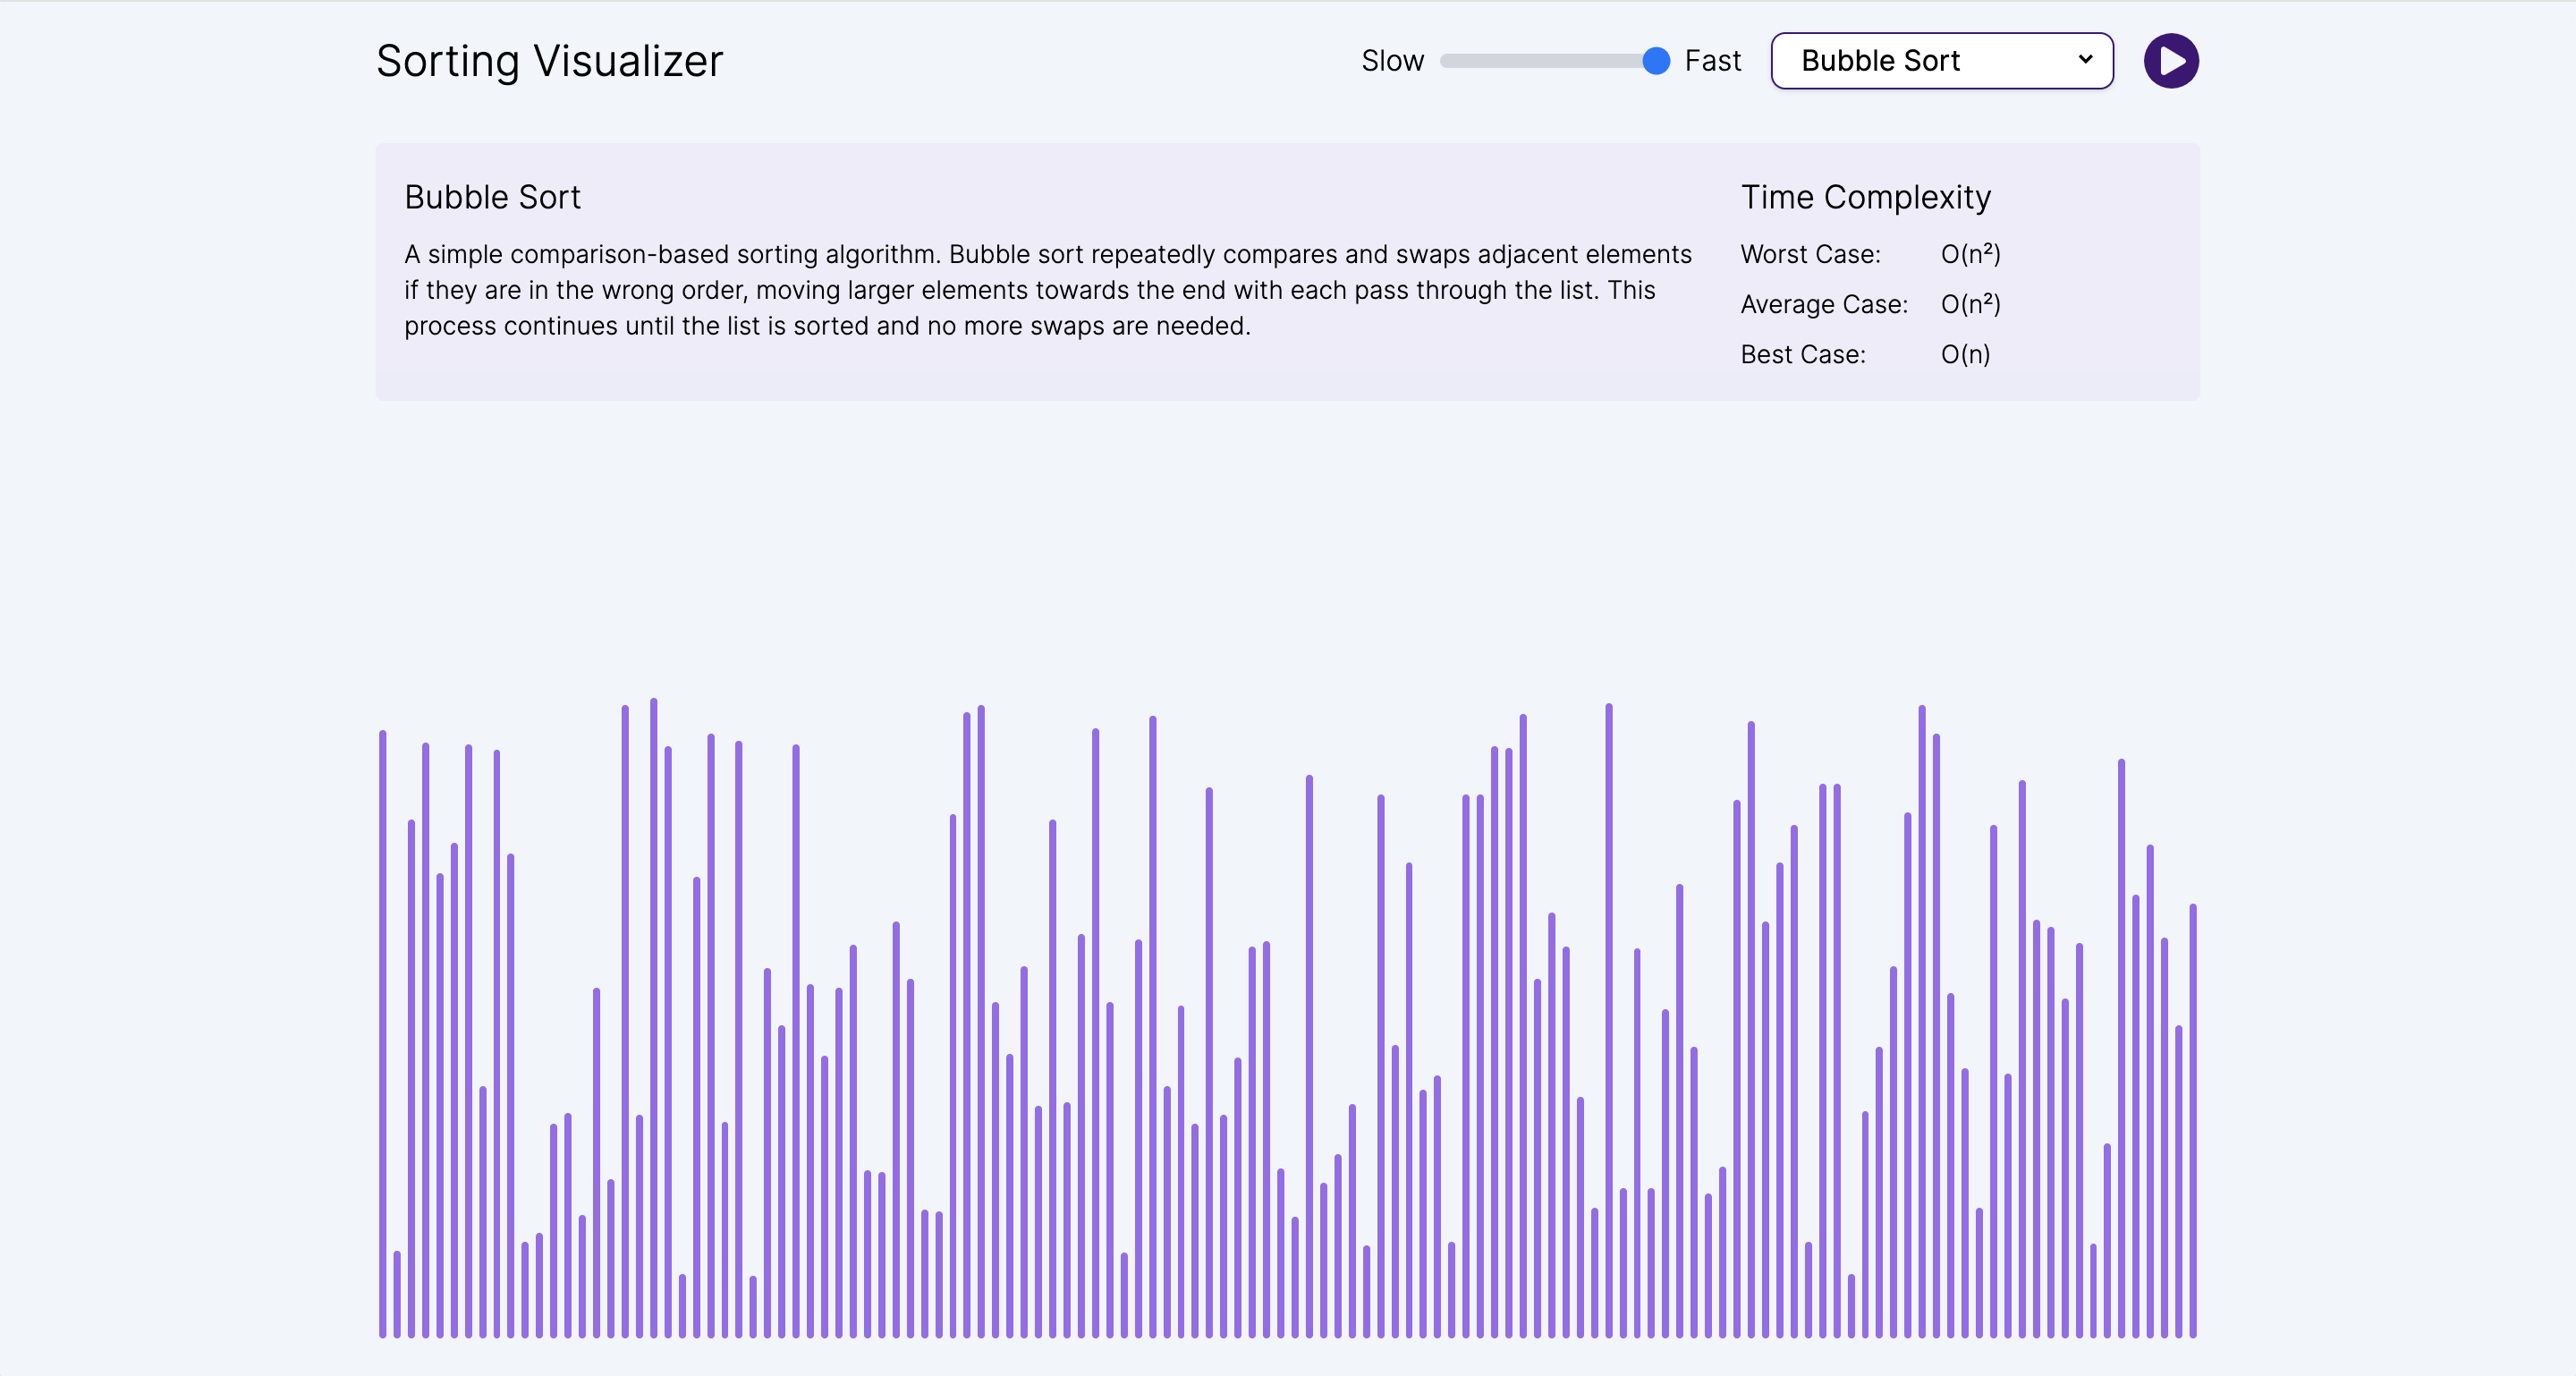 Sorting Visualizer
Slow
Fast
Bubble Sort
Bubble Sort
A simple comparison-based sorting algorithm. Bubble sort repeatedly compares and swaps adjacent elements
if they are in the wrong order, moving larger elements towards the end with each pass through the list. This
process continues until the list is sorted and no more swaps are needed.
Time Complexity
Worst Case: O(n²)
Average Case: O(n²)
Best Case: O(n)